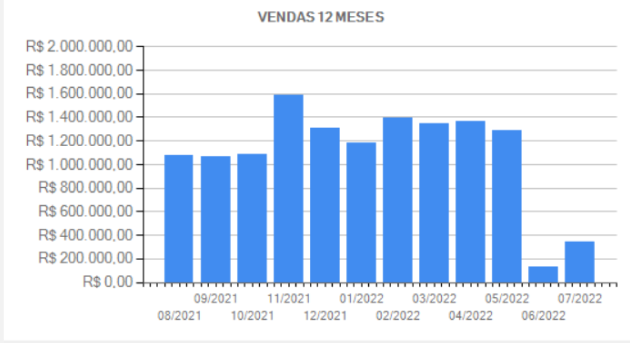 VENDAS 12 MESES
R$ 2.000.000,00
R$ 1.800.000,00
R$ 1.600.000,00
R$ 1.400.000,00
R$ 1.200.000,00
R$ 1.000.000,00
R$ 800.000,00
R$ 600.000,00
R$ 400.000,00
R$ 200.000,00
R$ 0,00
09/2021 11/2021 01/2022 03/2022 05/2022 07/2022
08/2021 10/2021 12/2021 02/2022 04/2022 06/2022